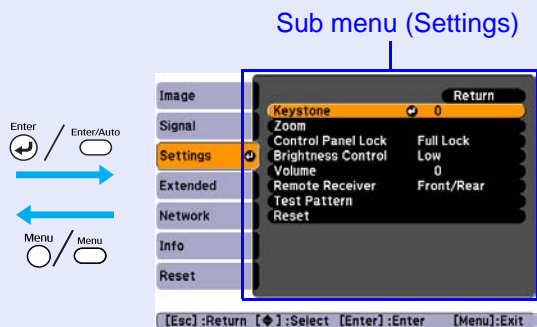 Sub menu (Settings)
Image
Signal
Settings
Extended
Network
Info
Reset
Return
Keystone 0
Zoom
Control Panel Lock Full Lock
Brightness Control Low
Volume 0
Remote Receiver Front/Rear
Test Pattern
Reset
Enter / Enter/Auto
Menu / Menu
[Esc] :Return [◆] :Select [Enter] :Enter [Menu]:Exit